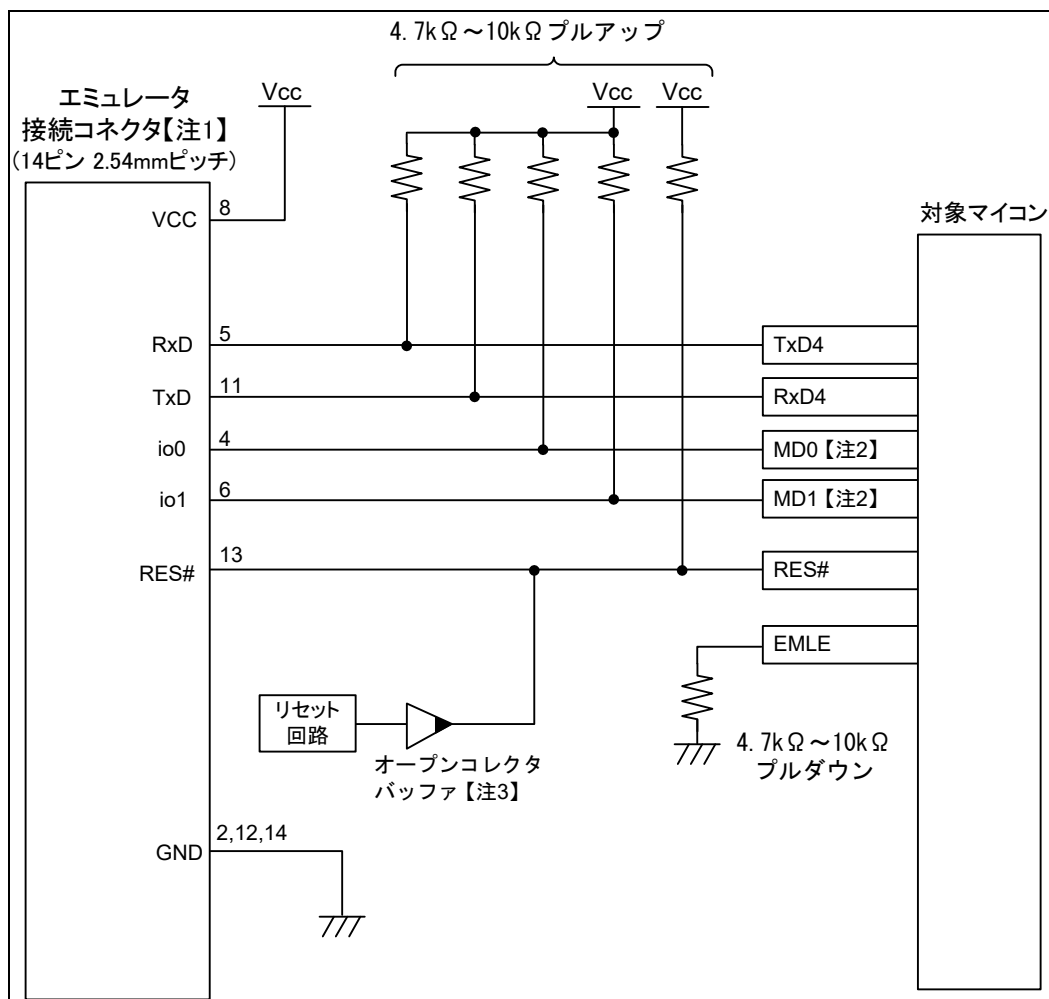 4.7kΩ～10kΩ プルアップ
エミュレータ
接続コネクタ【注1】
(14ピン 2.54mmピッチ)
Vcc
Vcc
Vcc
対象マイコン
VCC
8
RxD
5
TxD4
TxD
11
RxD4
io0
4
MD0【注2】
io1
6
MD1【注2】
RES#
13
RES#
EMLE
リセット
回路
オープンコレクタ
バッファ【注3】
4.7kΩ～10kΩ
プルダウン
GND
2,12,14